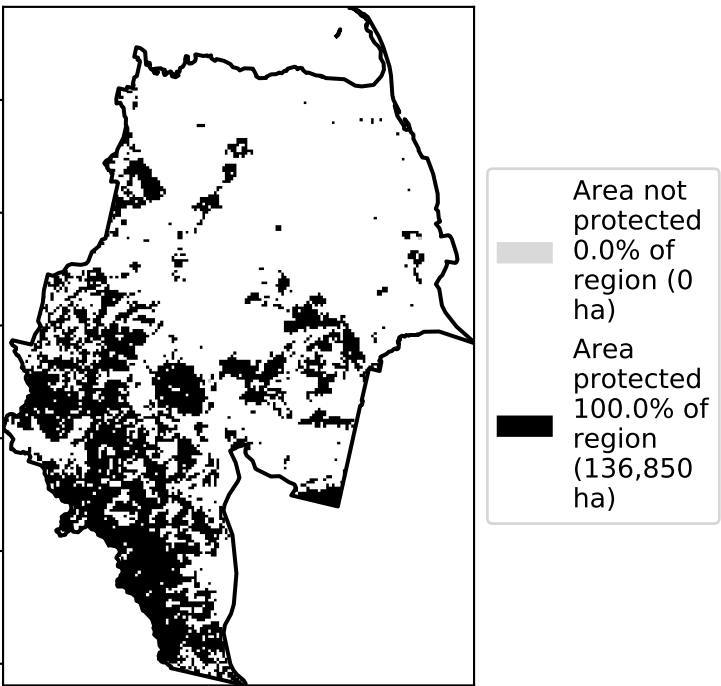 Area not
protected
0.0% of
region (0
ha)
Area
protected
100.0% of
region
(136,850
ha)